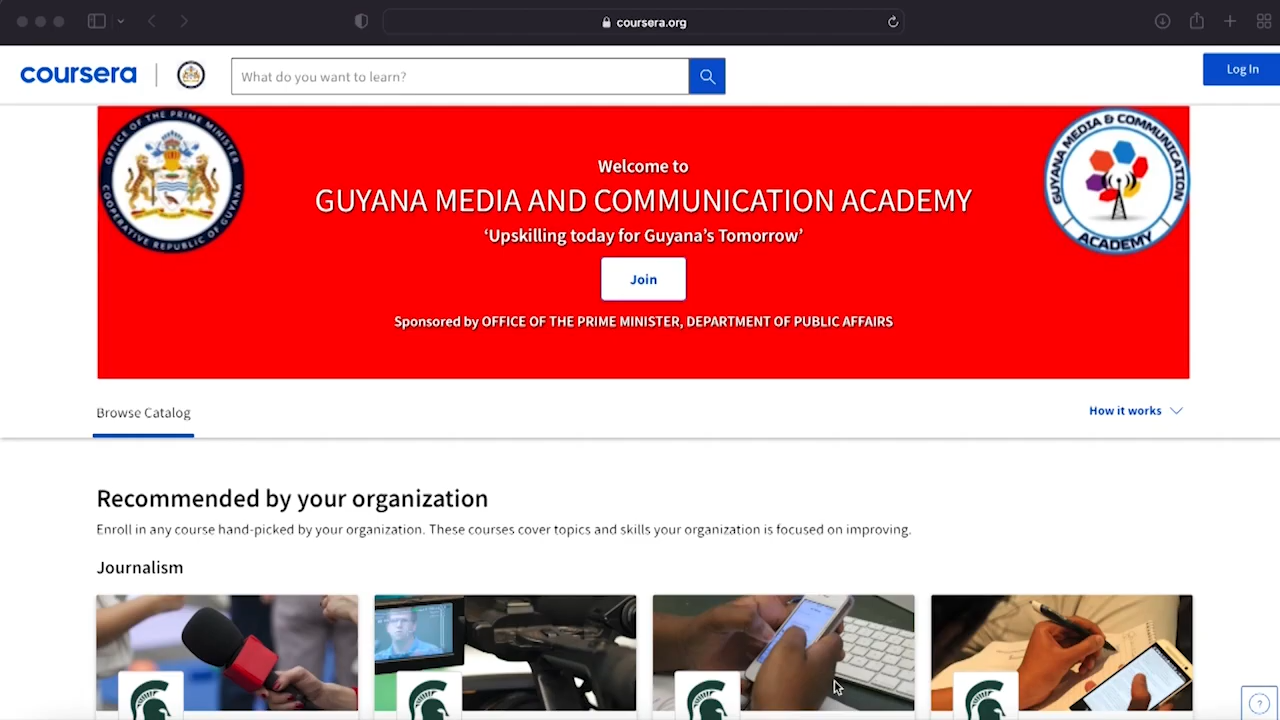 coursera.org
coursera
What do you want to learn?
Log In
OFFICE OF THE PRIME MINISTER
COOPERATIVE REPUBLIC OF GUYANA
GUYANA MEDIA & COMMUNICATION
ACADEMY
Welcome to
GUYANA MEDIA AND COMMUNICATION ACADEMY
‘Upskilling today for Guyana’s Tomorrow’
Join
Sponsored by OFFICE OF THE PRIME MINISTER, DEPARTMENT OF PUBLIC AFFAIRS
Browse Catalog
How it works
Recommended by your organization
Enroll in any course hand-picked by your organization. These courses cover topics and skills your organization is focused on improving.
Journalism
?